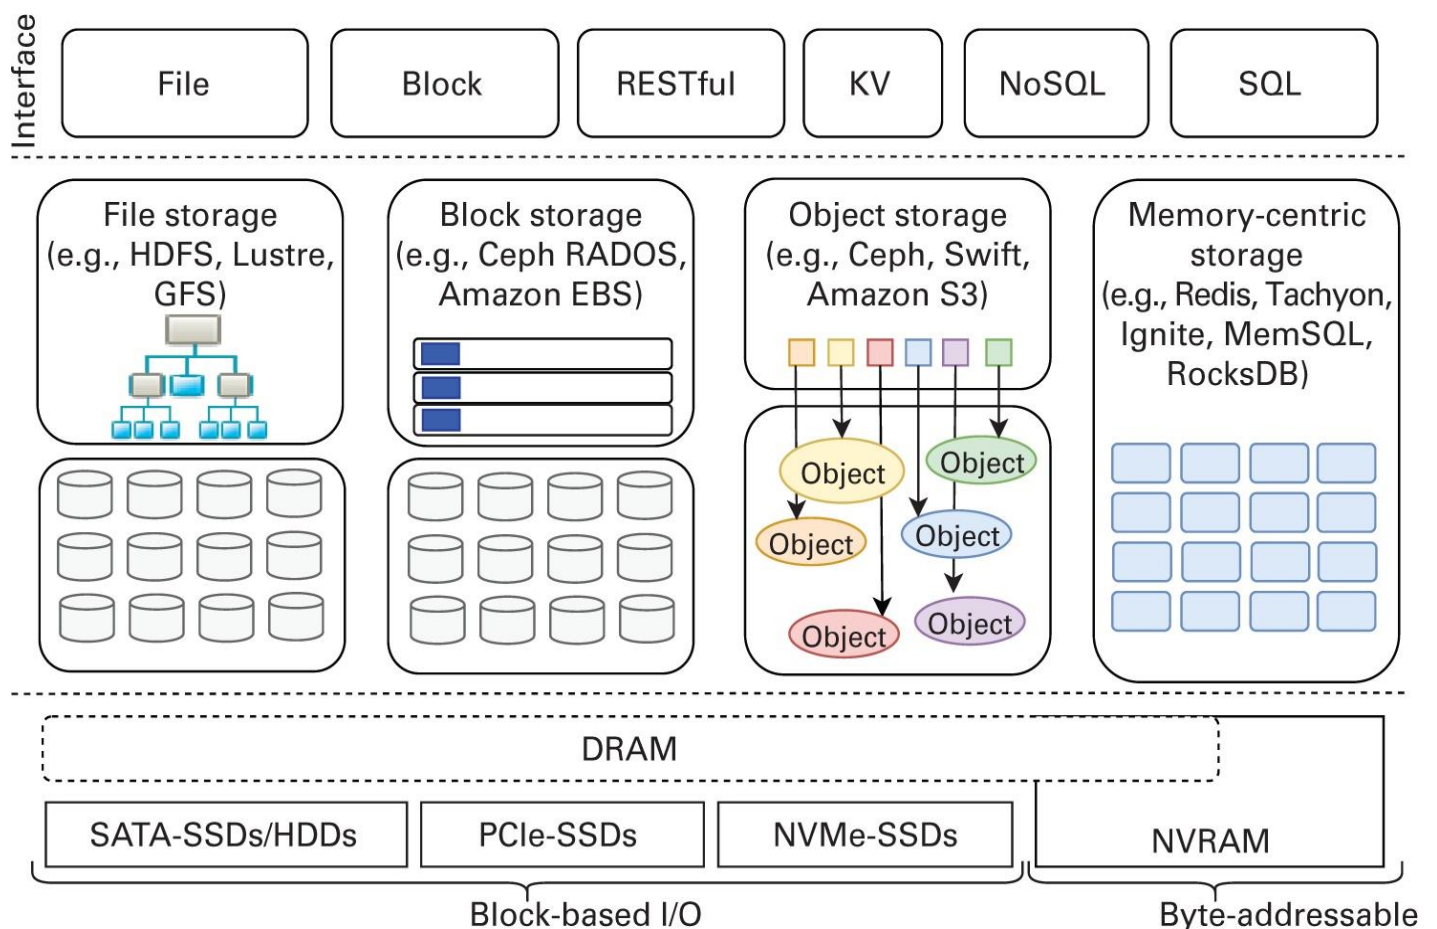 Interface
File
Block
RESTful
KV
NoSQL
SQL
File storage
(e.g., HDFS, Lustre,
GFS)
Block storage
(e.g., Ceph RADOS,
Amazon EBS)
Object storage
(e.g., Ceph, Swift,
Amazon S3)
Memory-centric
storage
(e.g., Redis, Tachyon,
Ignite, MemSQL,
RocksDB)
Object
Object
Object
Object
Object
Object
DRAM
SATA-SSDs/HDDs
PCIe-SSDs
NVMe-SSDs
NVRAM
Block-based I/O
Byte-addressable